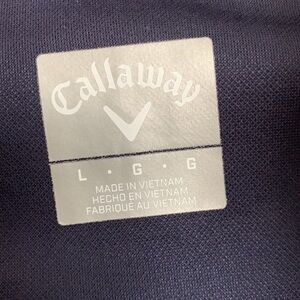 Callaway
L · G · G
MADE IN VIETNAM
HECHO EN VIETNAM
FABRIQUÉ AU VIETNAM